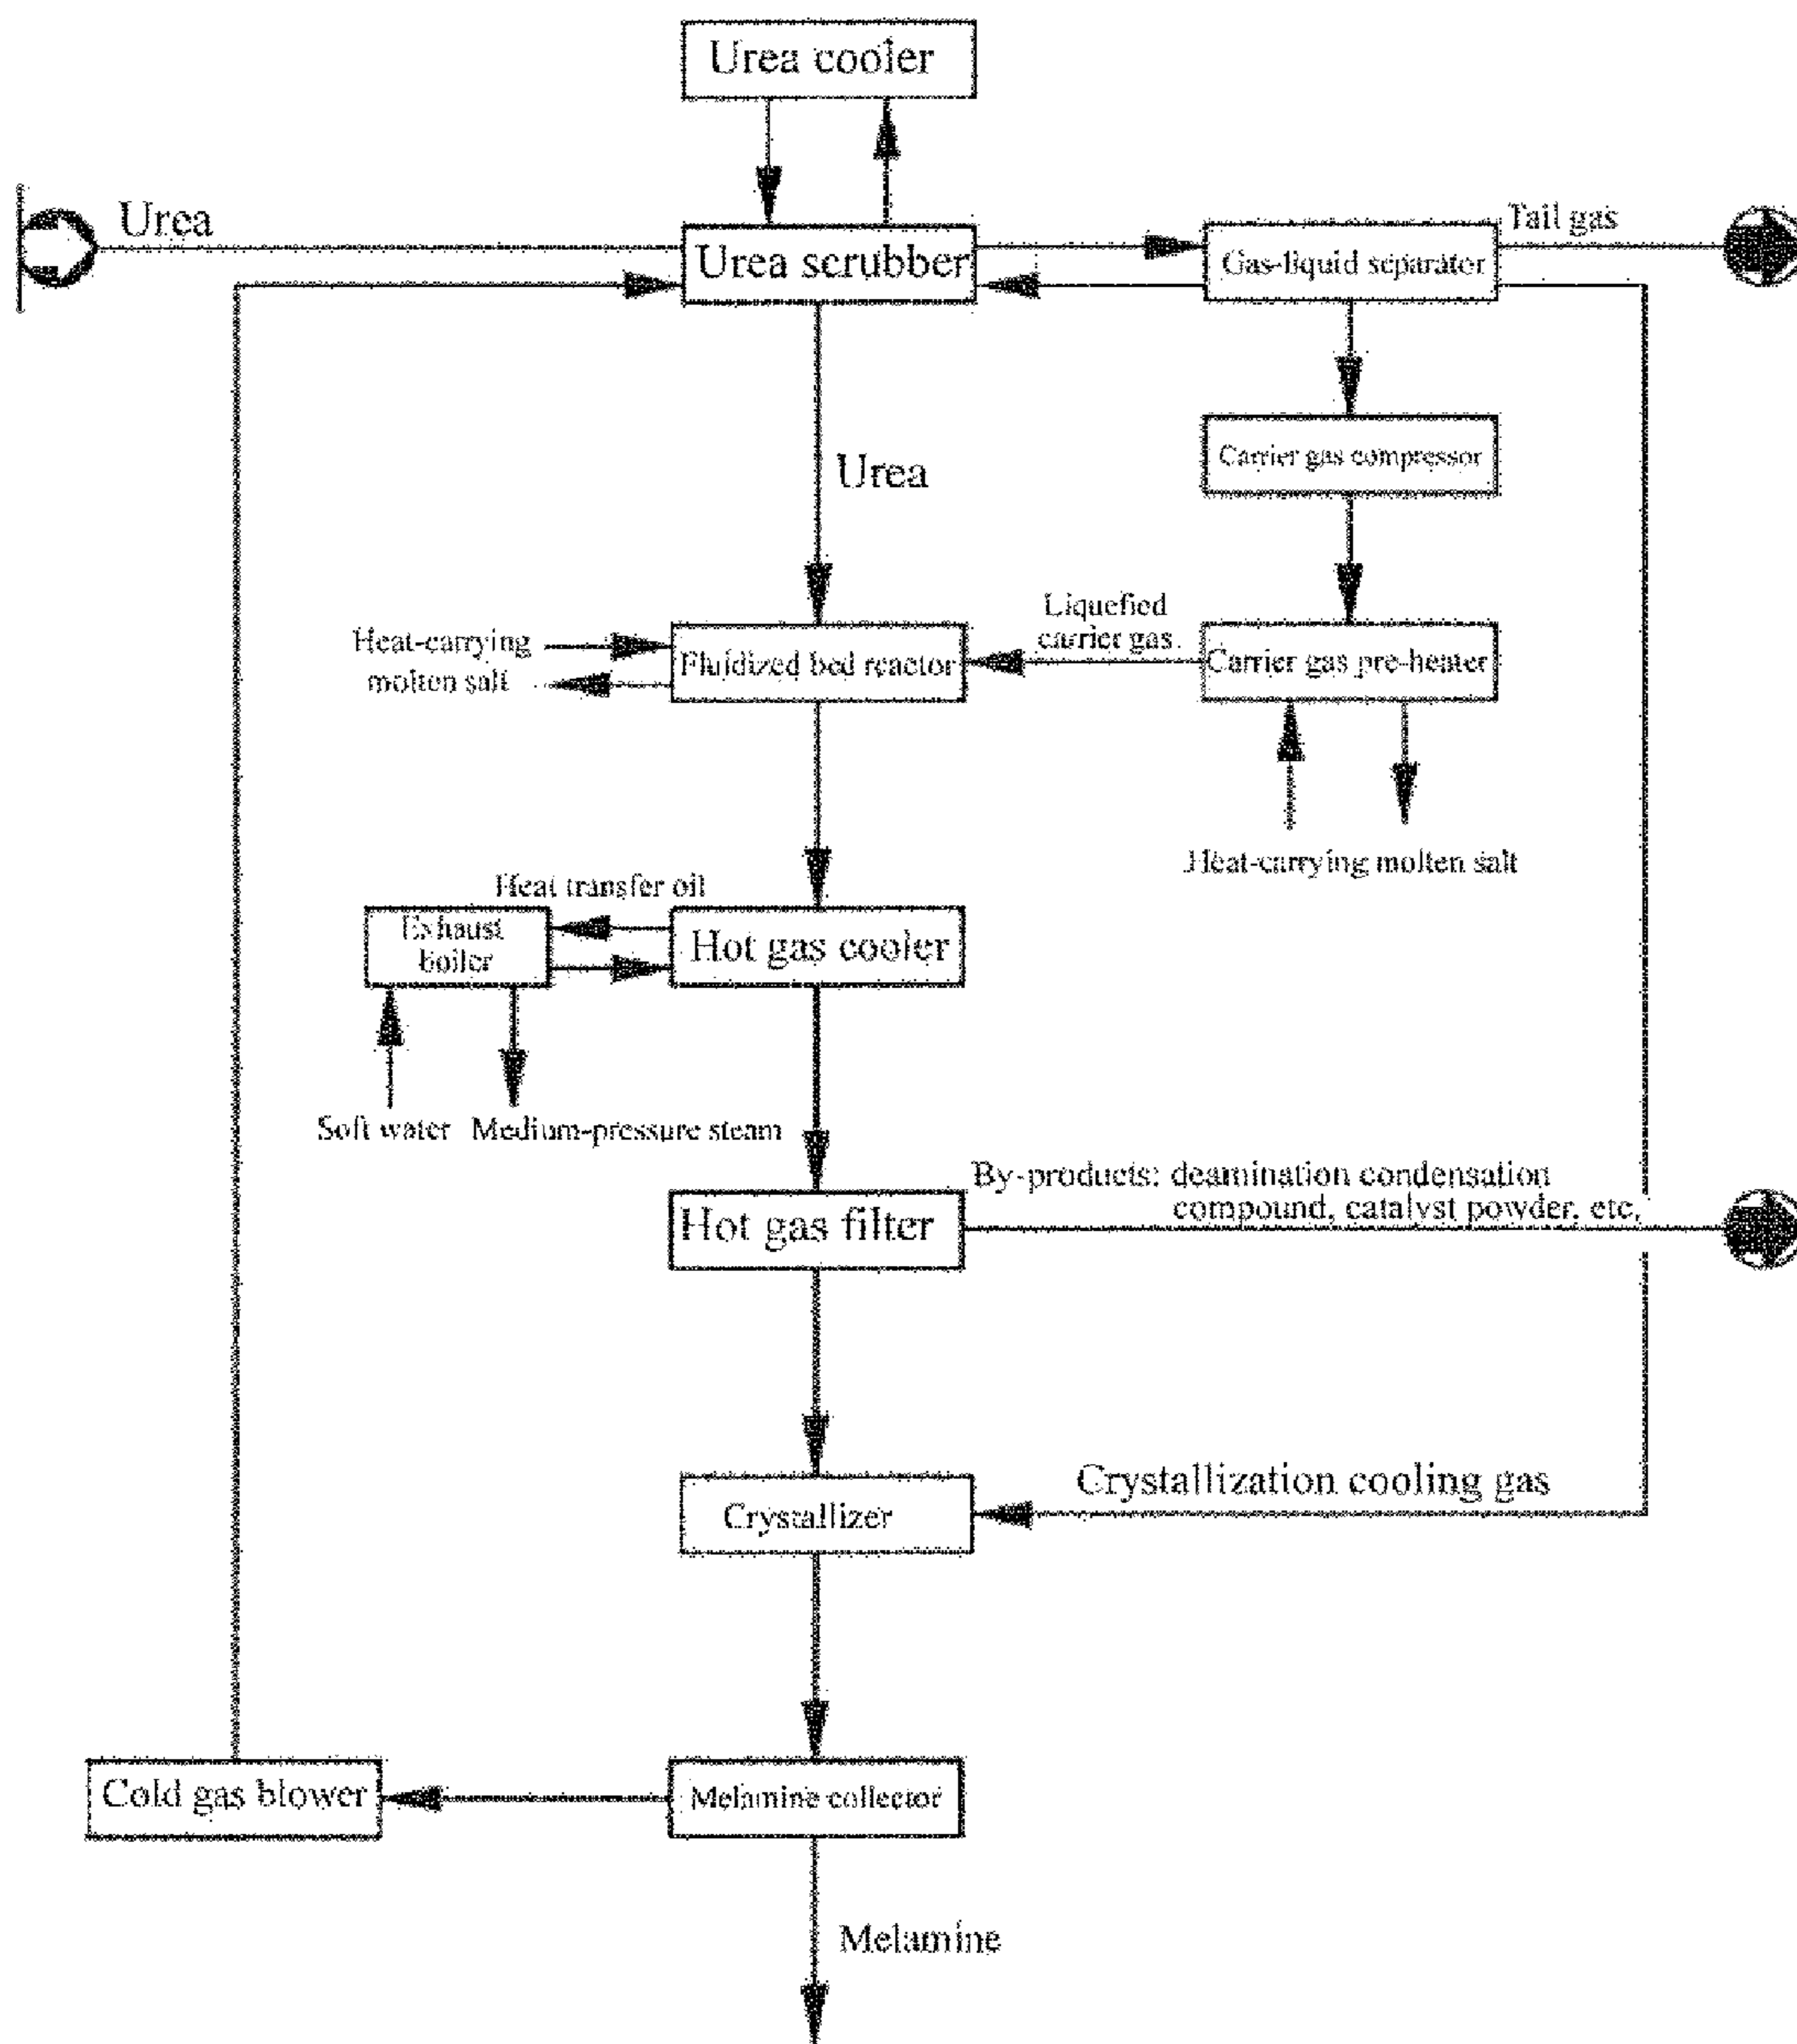 Urea cooler
Urea
Urea scrubber
Gas-liquid separator
Tail gas
Carrier gas compressor
Urea
Liquefied
carrier gas
Heat-carrying
molten salt
Fluidized bed reactor
Carrier gas pre-heater
Heat-carrying molten salt
Heat transfer oil
Exhaust
boiler
Hot gas cooler
Soft water
Medium-pressure steam
By-products: deamination condensation
compound, catalyst powder, etc,
Hot gas filter
Crystallization cooling gas
Crystallizer
Cold gas blower
Melamine collector
Melamine